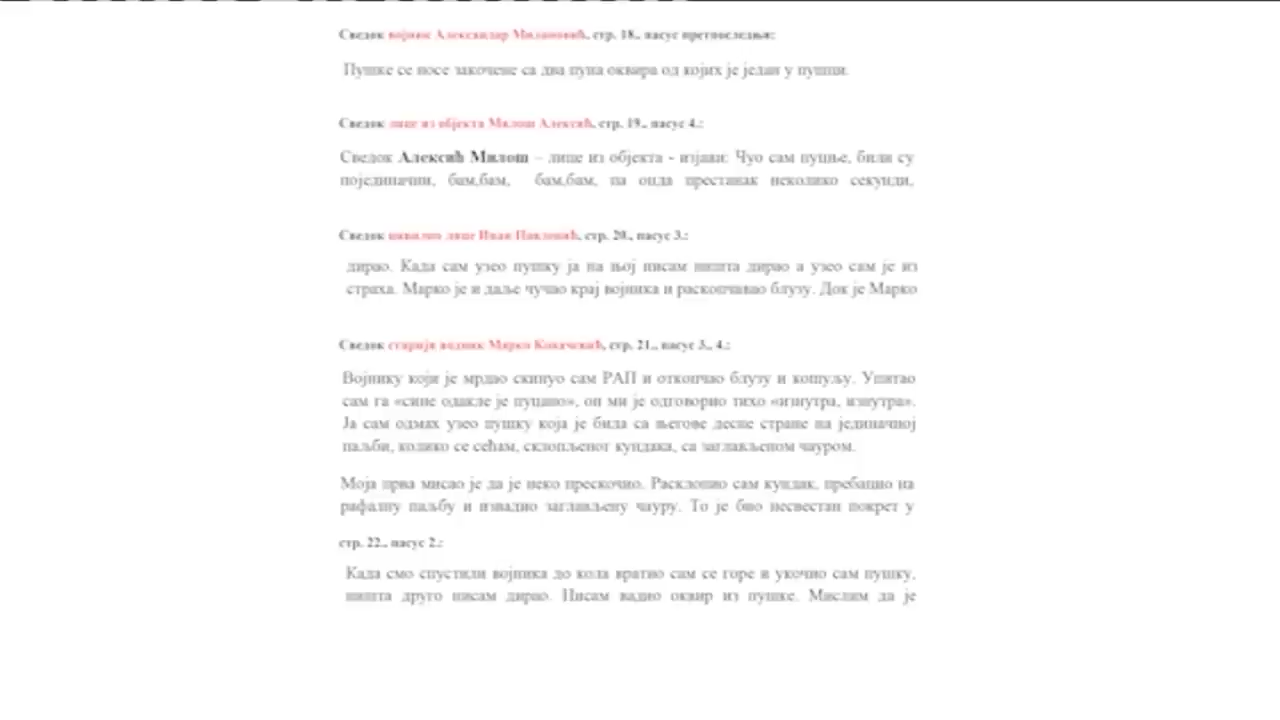 Сведок војник Александар Милановић, стр. 18., пасус претпоследњи:
Пушке се носе закочене са два пуна оквира од којих је један у пушци.
Сведок лице из објекта Милош Алексић, стр. 19., пасус 4.:
Сведок Алексић Милош – лице из објекта - изјави: Чуо сам пуцње, били су
појединачни, бам,бам, бам,бам, па онда престанак неколико секунди,
Сведок цивилно лице Иван Павловић, стр. 20., пасус 3.:
дирао. Када сам узео пушку ја на њој нисам ништа дирао а узео сам је из
страха. Марко је и даље чучао крај војника и раскопчавао блузу. Док је Марко
Сведок старији водник Марко Ковачевић, стр. 21., пасус 3., 4.:
Војнику који је мрдао скинуо сам РАП и откопчао блузу и кошуљу. Упитао
сам га «сине одакле је пуцано», он ми је одговорио тихо «изнутра, изнутра».
Ја сам одмах узео пушку која је била са његове десне стране на јединачној
паљби, колико се сећам, склопљеног кундака, са заглављеном чауром.
Моја прва мисао је да је неко прескочио. Расклопио сам кундак, пребацио на
рафалну паљбу и извадио заглављену чауру. То је био несвестан покрет у
стр. 22., пасус 2.:
Када смо спустили војника до кола вратио сам се горе и укочио сам пушку,
ништа друго нисам дирао. Нисам вадио оквир из пушке. Мислим да је